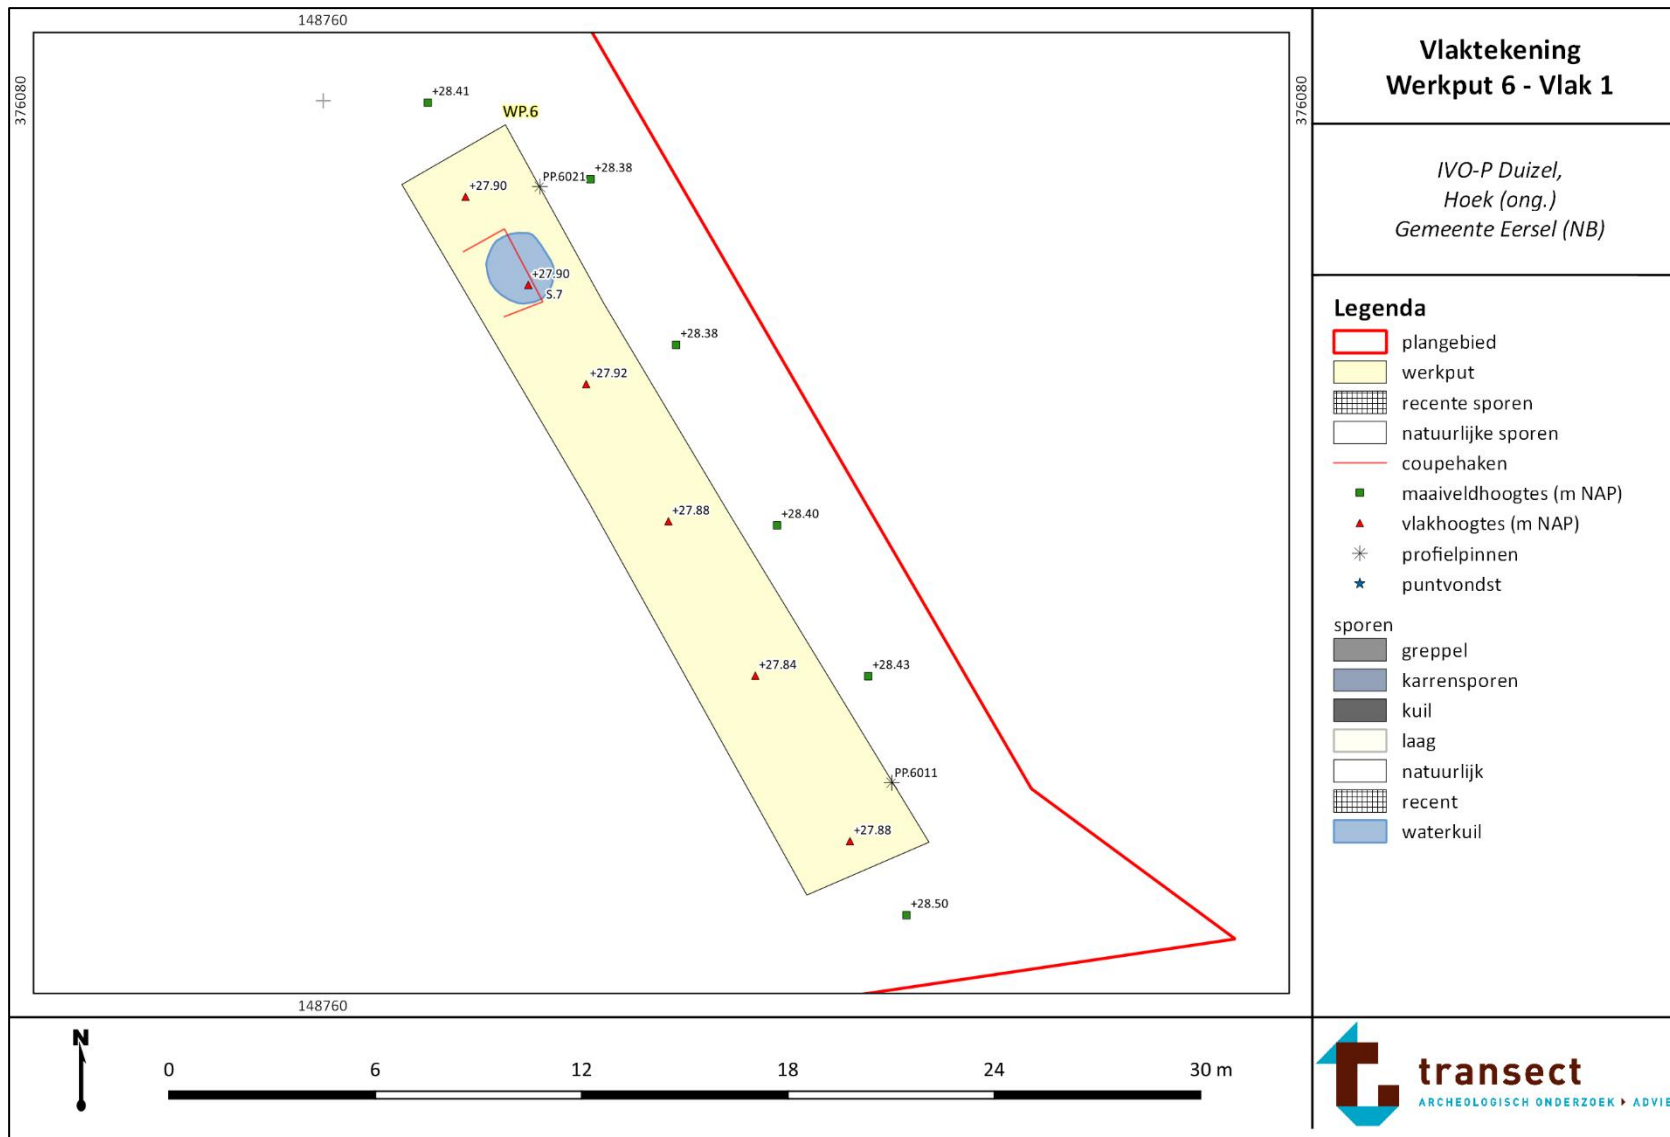 148760
376080
376080
+28.41
WP.6
PP.6021
+28.38
+27.90
+27.90
S.7
+28.38
+27.92
+27.88
+28.40
+27.84
+28.43
PP.6011
+27.88
+28.50
148760
N
0 6 12 18 24 30 m
Vlaktekening
Werkput 6 - Vlak 1
IVO-P Duizel,
Hoek (ong.)
Gemeente Eersel (NB)
Legenda
plangebied
werkput
recente sporen
natuurlijke sporen
coupehaken
maaiveldhoogtes (m NAP)
vlakhoogtes (m NAP)
profielpinnen
puntvondst
sporen
greppel
karrensporen
kuil
laag
natuurlijk
recent
waterkuil
transect
ARCHEOLOGISCH ONDERZOEK ADVIE